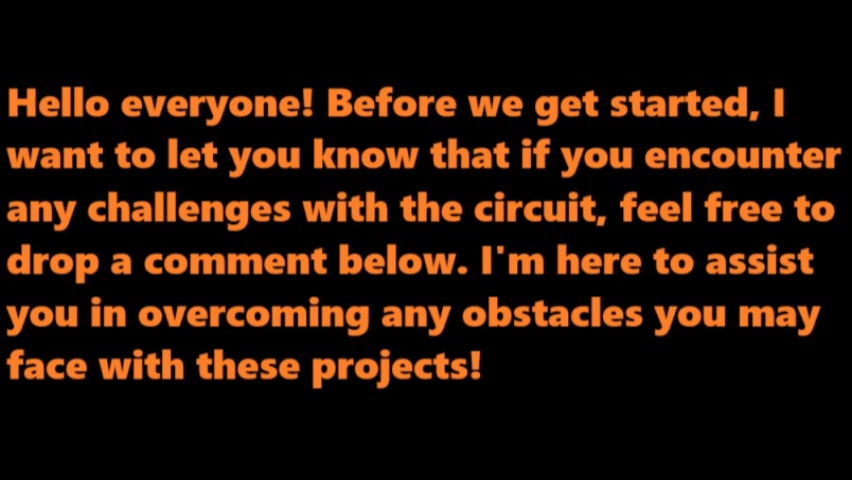 Hello everyone! Before we get started, I
want to let you know that if you encounter
any challenges with the circuit, feel free to
drop a comment below. I'm here to assist
you in overcoming any obstacles you may
face with these projects!